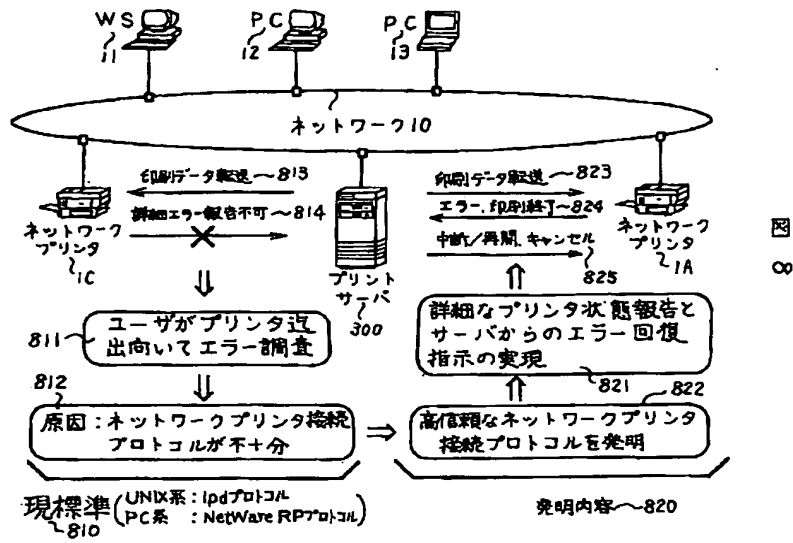 WS
11
PC
12
PC
13
ネットワーク10
印刷データ転送~813
詳細エラー報告不可~814
印刷データ転送~823
エラー、印刷終了~824
中断/再開、キャンセル
825
ネットワーク
プリンタ
1C
プリント
サーバ
300
ネットワーク
プリンタ
1A
図
8
811
ユーザがプリンタ迄
出向いてエラー調査
812
原因:ネットワークプリンタ接続
プロトコルが不十分
詳細なプリンタ状態報告と
サーバからのエラー回復
指示の実現
821
822
高信頼なネットワークプリンタ
接続プロトコルを発明
現標準
810
(UNIX系:lpdプロトコル
PC系 :NetWare RPプロトコル)
発明内容~820